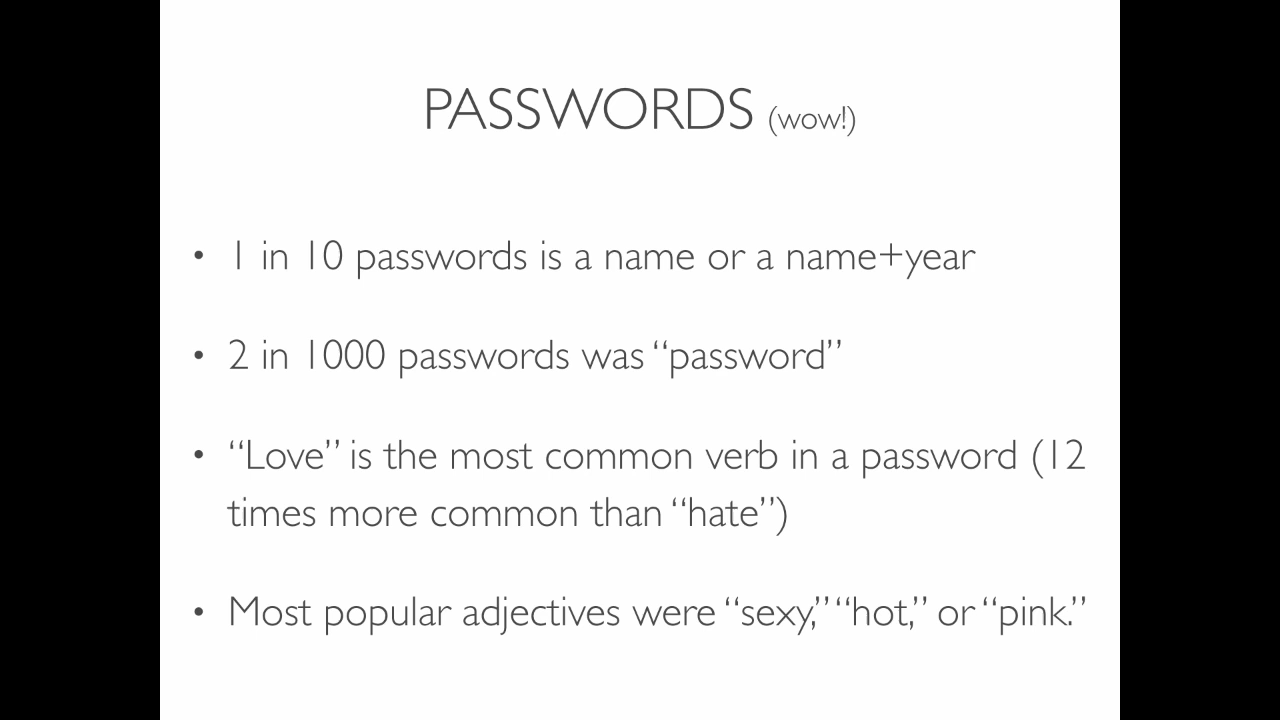 PASSWORDS (wow!)
• 1 in 10 passwords is a name or a name+year
• 2 in 1000 passwords was “password”
• “Love” is the most common verb in a password (12
times more common than “hate”)
• Most popular adjectives were “sexy,” “hot,” or “pink.”